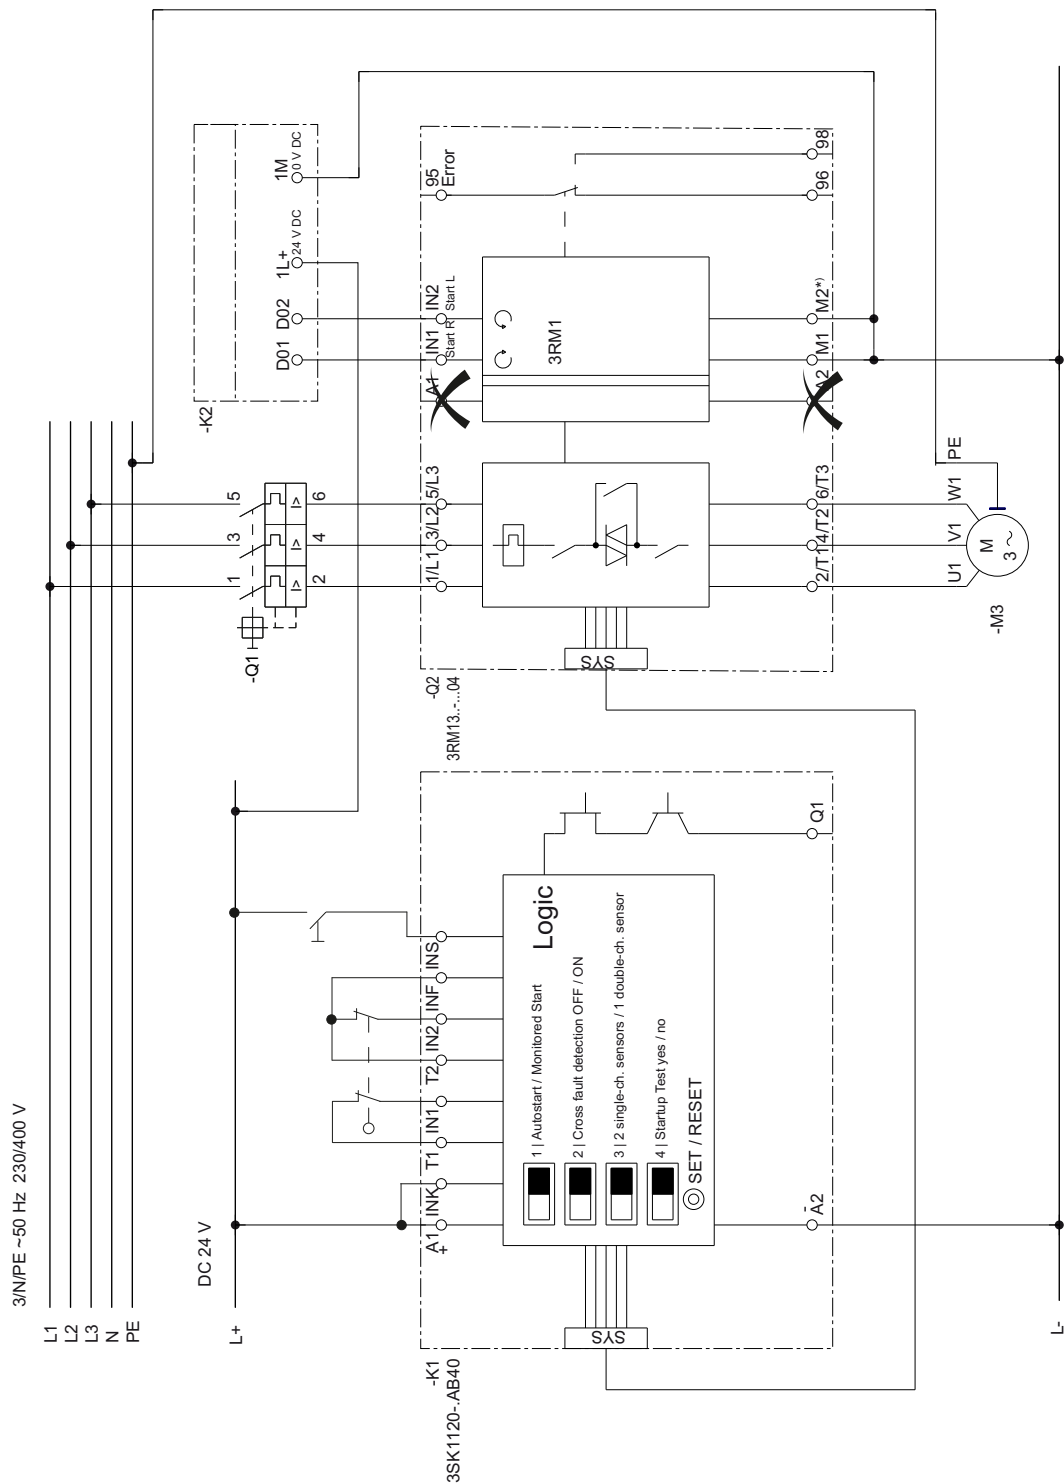 3/N/PE ~50 Hz 230/400 V
L1
L2
L3
N
PE
DC 24 V
L+
L-
-K1
3SK1120-.AB40
A1
+
INK
T1
IN1
T2
IN2
INF
INS
SYS
Logic
1 | Autostart / Monitored Start
2 | Cross fault detection OFF / ON
3 | 2 single-ch. sensors / 1 double-ch. sensor
4 | Startup Test yes / no
SET / RESET
A2
-
Q1
-Q1
1
3
5
I>
I>
I>
2
4
6
-Q2
3RM13..-...04
1/L1
3/L2
5/L3
A1
IN1
Start R
IN2
Start L
95
Error
SYS
3RM1
2/T1
4/T2
6/T3
A2
M1
M2*)
96
98
-K2
D01
D02
1L+
24 V DC
1M
0 V DC
U1
V1
W1
PE
M
3 ~
-M3